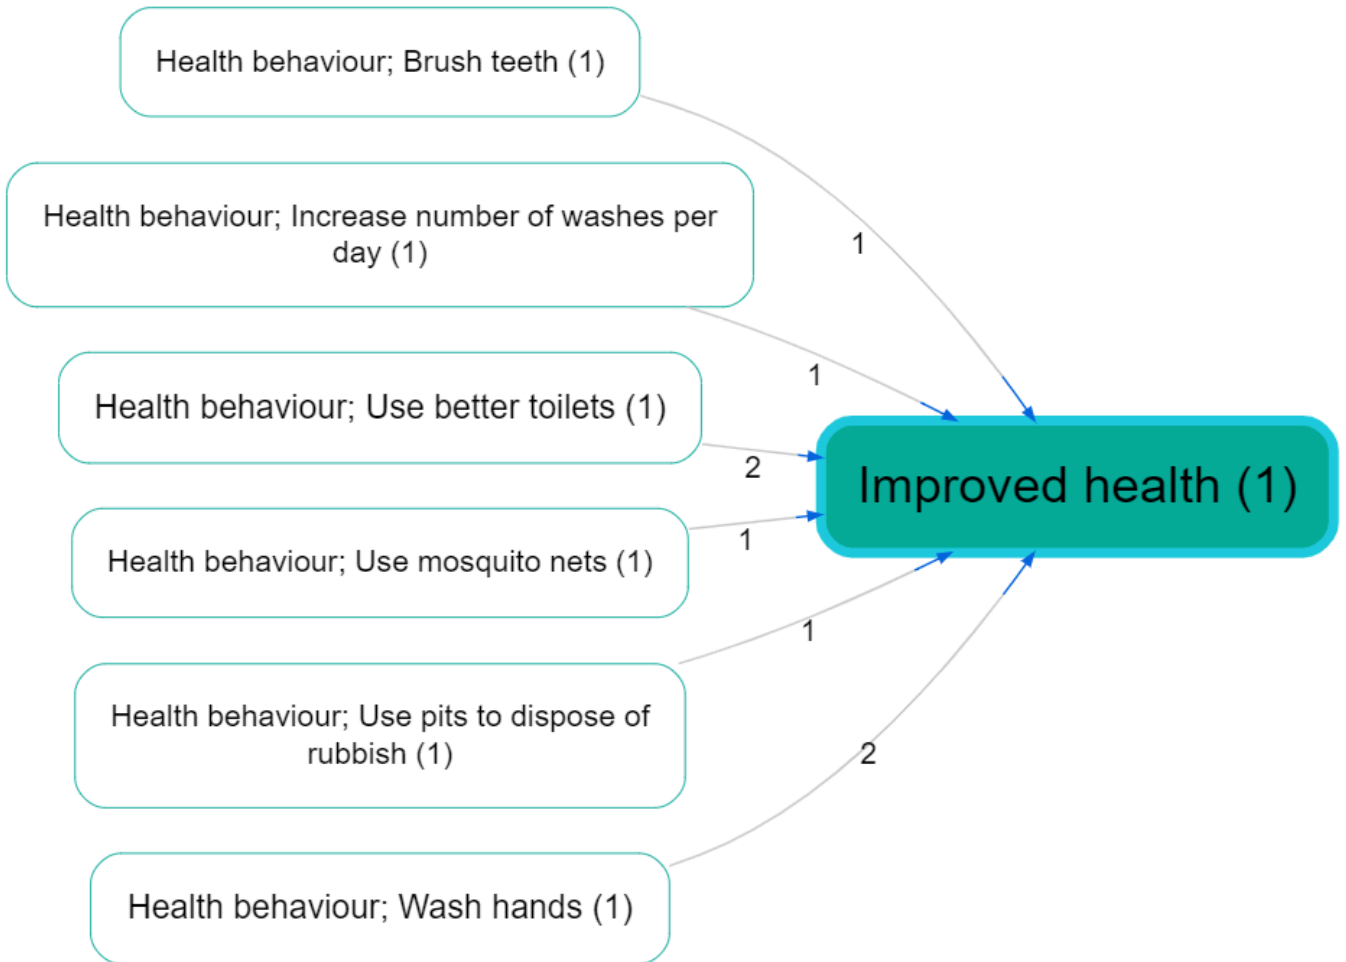 Health behaviour; Brush teeth (1)
1
Health behaviour; Increase number of washes per
day (1)
1
Health behaviour; Use better toilets (1)
2
Improved health (1)
Health behaviour; Use mosquito nets (1)
1
Health behaviour; Use pits to dispose of
rubbish (1)
1
Health behaviour; Wash hands (1)
2